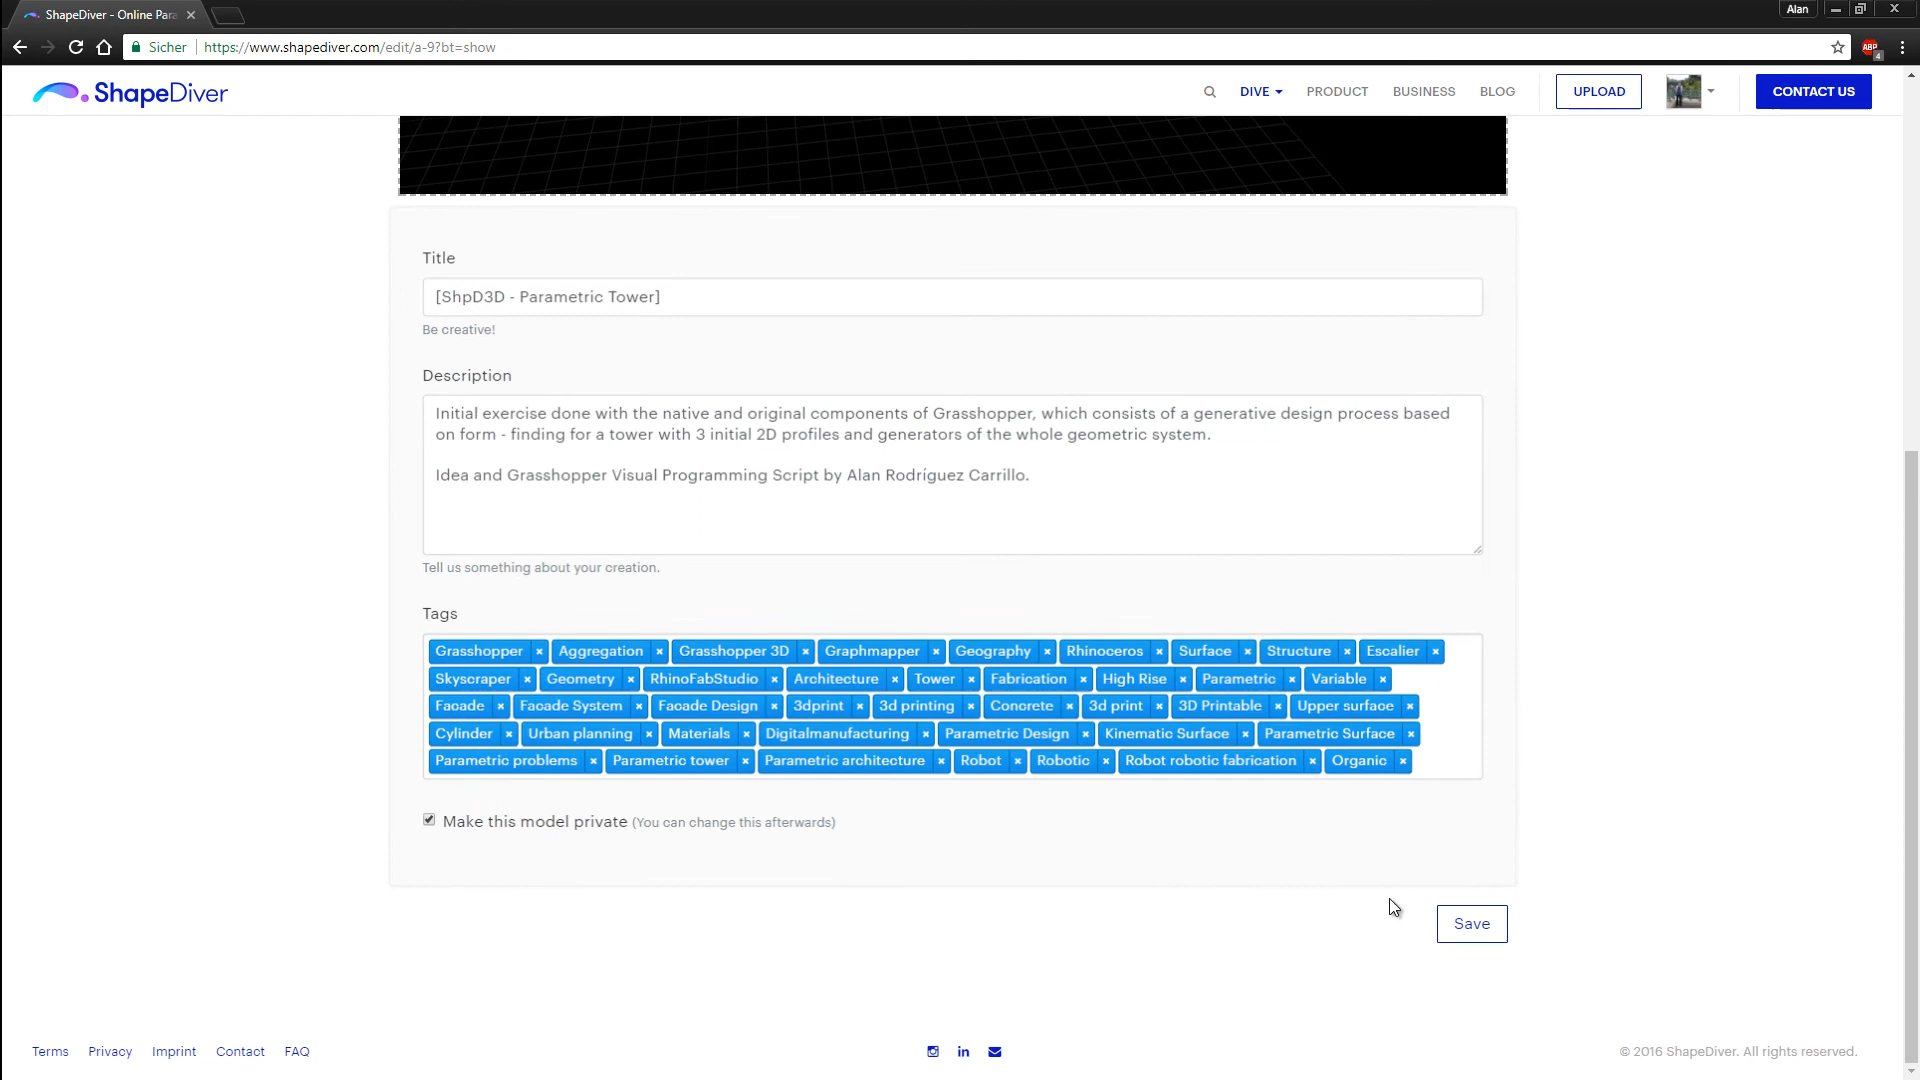 ShapeDiver - Online Para
Alan
Sicher https://www.shapediver.com/edit/a-9?bt=show
ABP
4
ShapeDiver
DIVE PRODUCT BUSINESS BLOG UPLOAD CONTACT US
Title
[ShpD3D - Parametric Tower]
Be creative!
Description
Initial exercise done with the native and original components of Grasshopper, which consists of a generative design process based
on form - finding for a tower with 3 initial 2D profiles and generators of the whole geometric system.
Idea and Grasshopper Visual Programming Script by Alan Rodríguez Carrillo.
Tell us something about your creation.
Tags
Grasshopper × Aggregation × Grasshopper 3D × Graphmapper × Geography × Rhinoceros × Surface × Structure × Escalier ×
Skyscraper × Geometry × RhinoFabStudio × Architecture × Tower × Fabrication × High Rise × Parametric × Variable ×
Facade × Facade System × Facade Design × 3dprint × 3d printing × Concrete × 3d print × 3D Printable × Upper surface ×
Cylinder × Urban planning × Materials × Digitalmanufacturing × Parametric Design × Kinematic Surface × Parametric Surface ×
Parametric problems × Parametric tower × Parametric architecture × Robot × Robotic × Robot robotic fabrication × Organic ×
Make this model private (You can change this afterwards)
Save
Terms Privacy Imprint Contact FAQ
in
© 2016 ShapeDiver. All rights reserved.